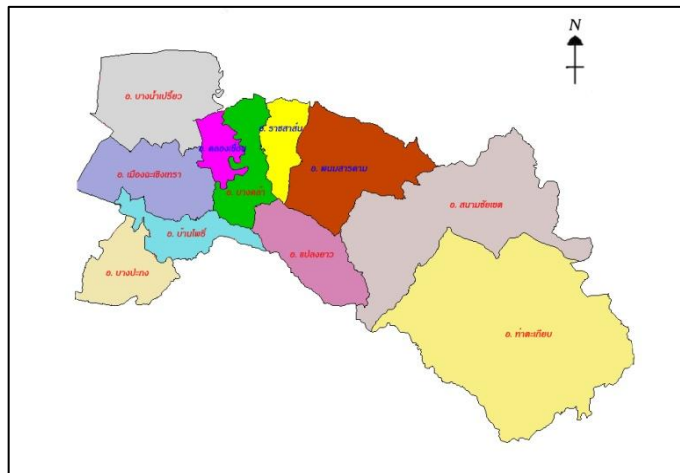 N
อ. บางน้ำเปรี้ยว
อ. ราชสาส์น
อ. คลองเขื่อน
อ. เมืองฉะเชิงเทรา
อ. พนมสารคาม
อ. บางคล้า
อ. สนามชัยเขต
อ. บ้านโพธิ์
อ. แปลงยาว
อ. บางปะกง
อ. ท่าตะเกียบ